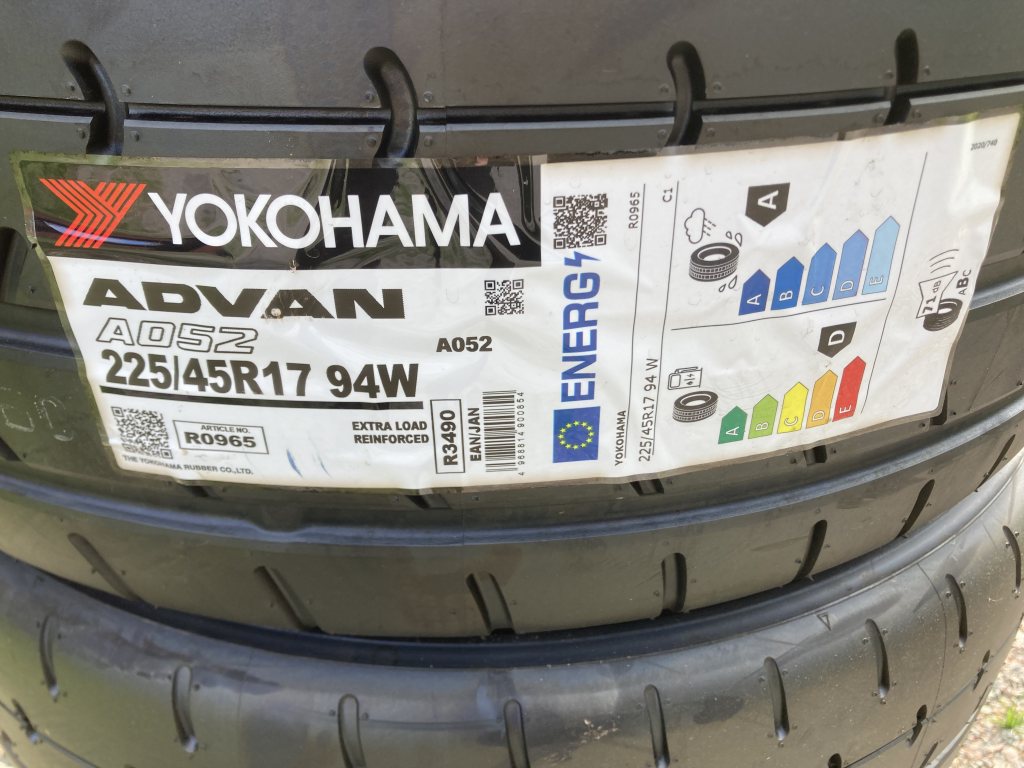 YOKOHAMA
ADVAN
A052
A052
225/45R17 94W
ARTICLE NO.
R0965
EXTRA LOAD
REINFORCED
THE YOKOHAMA RUBBER CO.,LTD.
R3490
EAN/JAN
4 968814 900854
ENERG
R0965
C1
YOKOHAMA
225/45R17 94 W
2020/740
A
A
B
C
D
E
D
A
B
C
D
E
71 dB
ABC